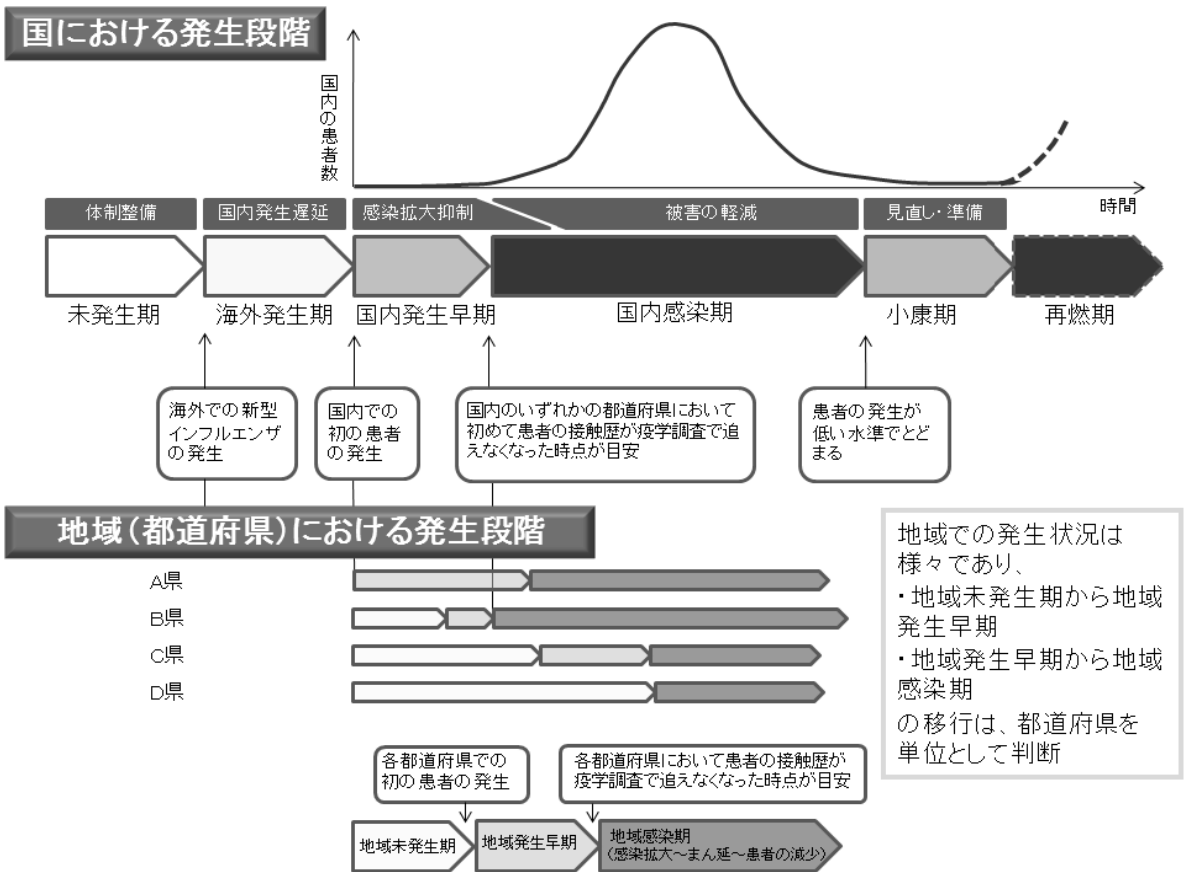 国における発生段階
国内の患者数
時間
体制整備
国内発生遅延
感染拡大抑制
被害の軽減
見直し・準備
未発生期
海外発生期
国内発生早期
国内感染期
小康期
再燃期
海外での新型
インフルエンザ
の発生
国内での
初の患者
の発生
国内のいずれかの都道府県において
初めて患者の接触歴が疫学調査で追
えなくなった時点が目安
患者の発生が
低い水準でとど
まる
地域(都道府県)における発生段階
A県
B県
C県
D県
地域での発生状況は
様々であり、
・地域未発生期から地域
発生早期
・地域発生早期から地域
感染期
の移行は、都道府県を
単位として判断
各都道府県での
初の患者の発生
各都道府県において患者の接触歴が
疫学調査で追えなくなった時点が目安
地域未発生期
地域発生早期
地域感染期
(感染拡大～まん延～患者の減少)